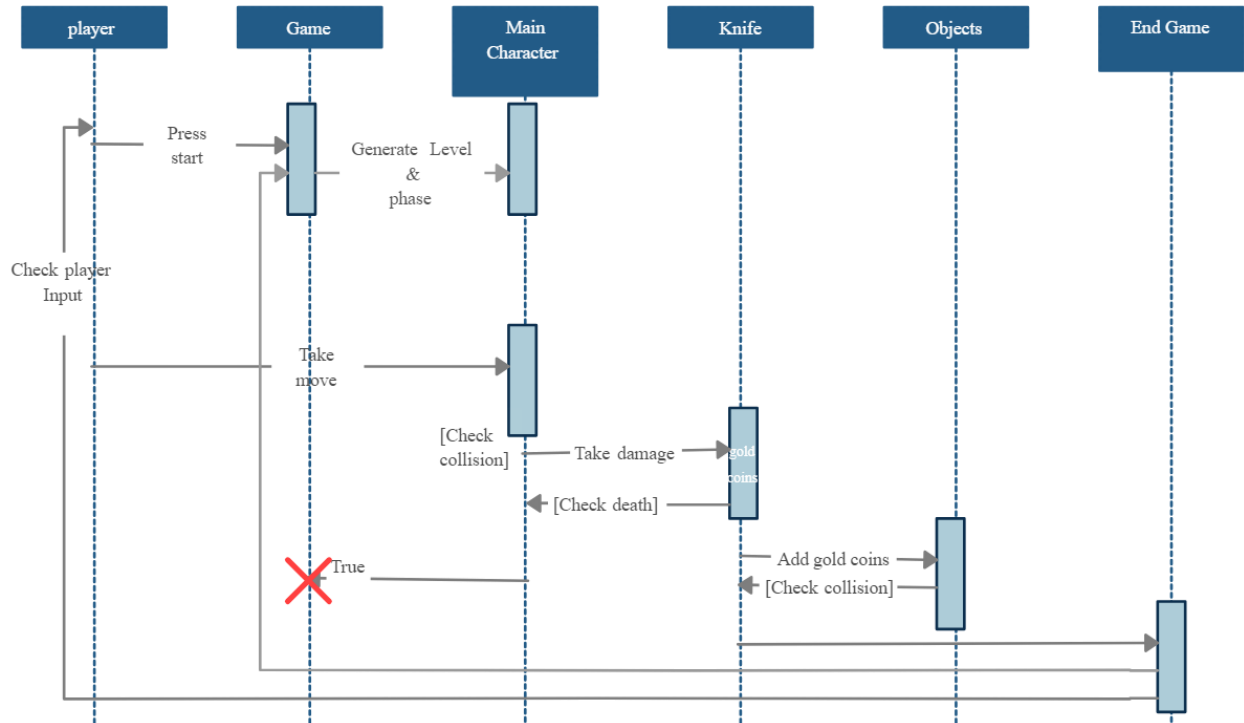 player
Game
Main
Character
Knife
Objects
End Game
Press
start
Generate Level
&
phase
Check player
Input
Take
move
[Check
collision]
Take damage
gold
coins
[Check death]
Add gold coins
True
[Check collision]